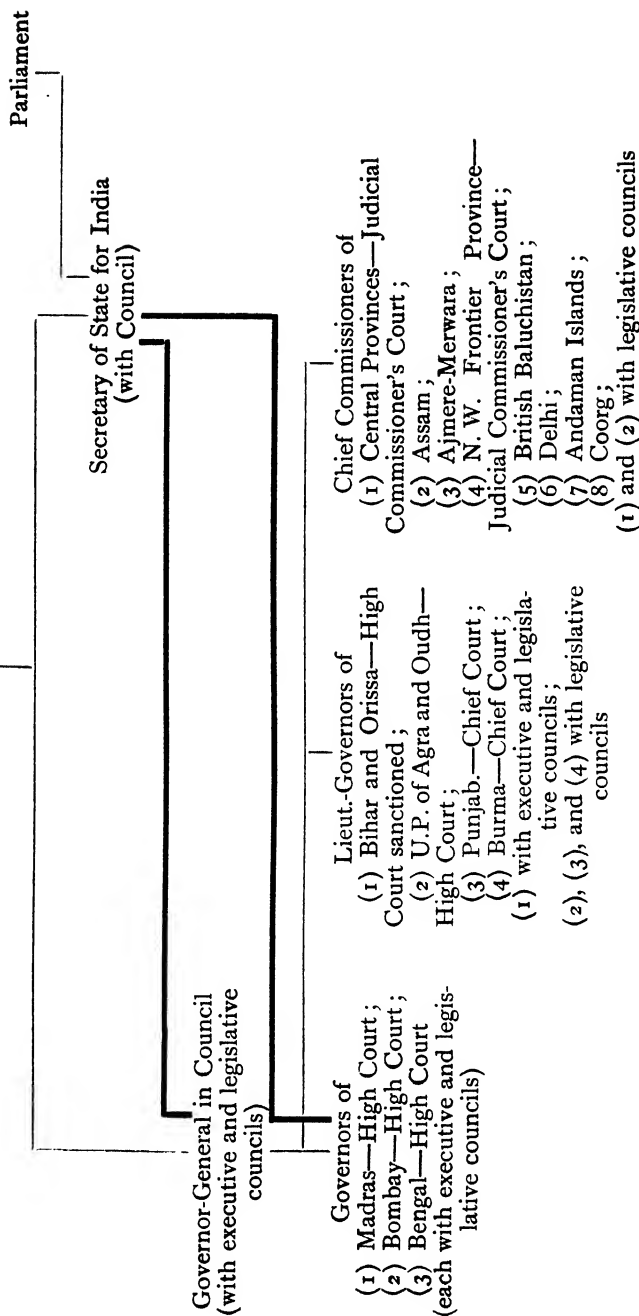 Parliament
Secretary of State for India
(with Council)
Governor-General in Council
(with executive and legislative
councils)
Governors of
(1) Madras—High Court;
(2) Bombay—High Court;
(3) Bengal—High Court
(each with executive and legis-
lative councils)
Lieut.-Governors of
(1) Bihar and Orissa—High
Court sanctioned;
(2) U.P. of Agra and Oudh—
High Court;
(3) Punjab.—Chief Court;
(4) Burma—Chief Court;
(1) with executive and legisla-
tive councils;
(2), (3), and (4) with legislative
councils
Chief Commissioners of
(1) Central Provinces—Judicial
Commissioner's Court;
(2) Assam;
(3) Ajmere-Merwara;
(4) N. W. Frontier Province—
Judicial Commissioner's Court;
(5) British Baluchistan;
(6) Delhi;
(7) Andaman Islands;
(8) Coorg;
(1) and (2) with legislative councils